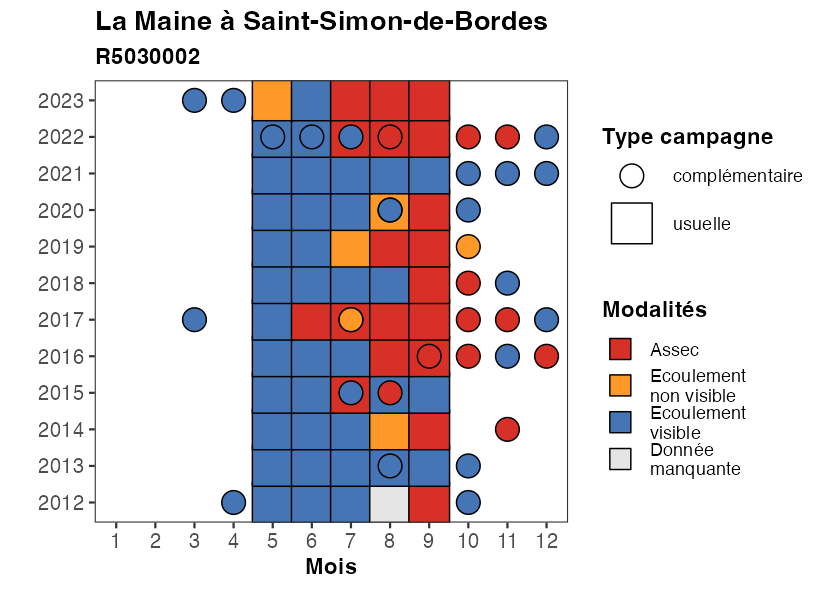 La Maine à Saint-Simon-de-Bordes
R5030002
2023
2022
2021
2020
2019
2018
2017
2016
2015
2014
2013
2012
1 2 3 4 5 6 7 8 9 10 11 12
Mois
Type campagne
complémentaire
usuelle
Modalités
Assec
Ecoulement
non visible
Ecoulement
visible
Donnée
manquante